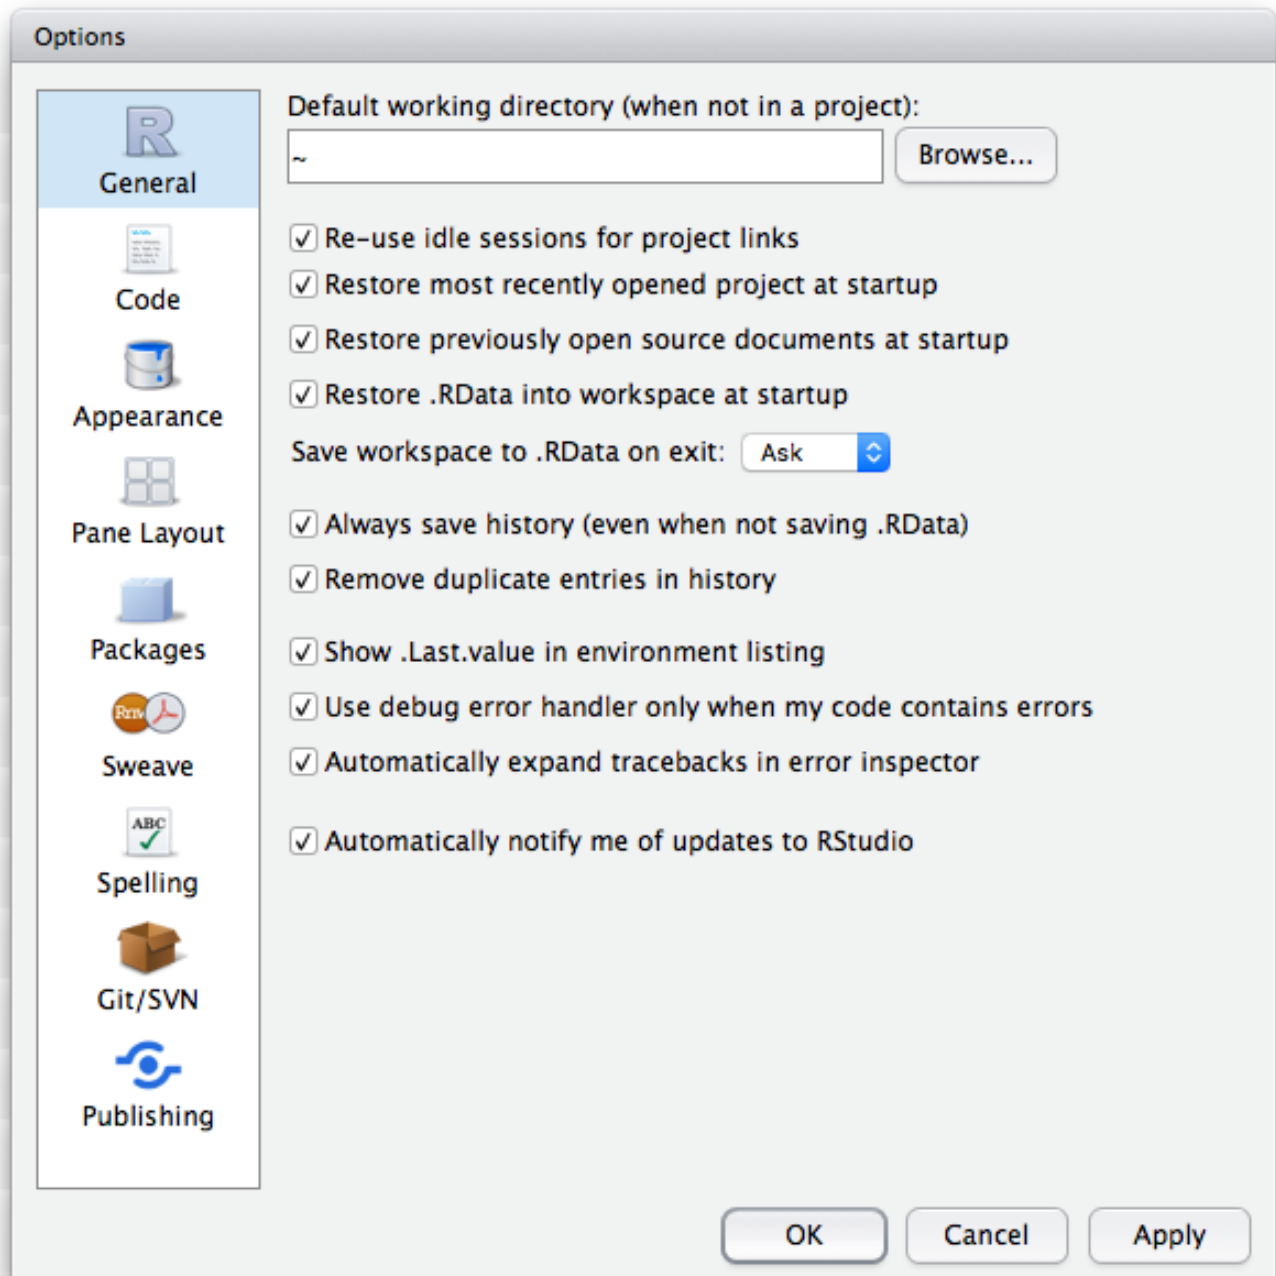 Options
General
Code
Appearance
Pane Layout
Packages
Rnw
Sweave
ABC
Spelling
Git/SVN
Publishing
Default working directory (when not in a project):
~
Browse...
Re-use idle sessions for project links
Restore most recently opened project at startup
Restore previously open source documents at startup
Restore .RData into workspace at startup
Save workspace to .RData on exit: Ask
Always save history (even when not saving .RData)
Remove duplicate entries in history
Show .Last.value in environment listing
Use debug error handler only when my code contains errors
Automatically expand tracebacks in error inspector
Automatically notify me of updates to RStudio
OK Cancel Apply